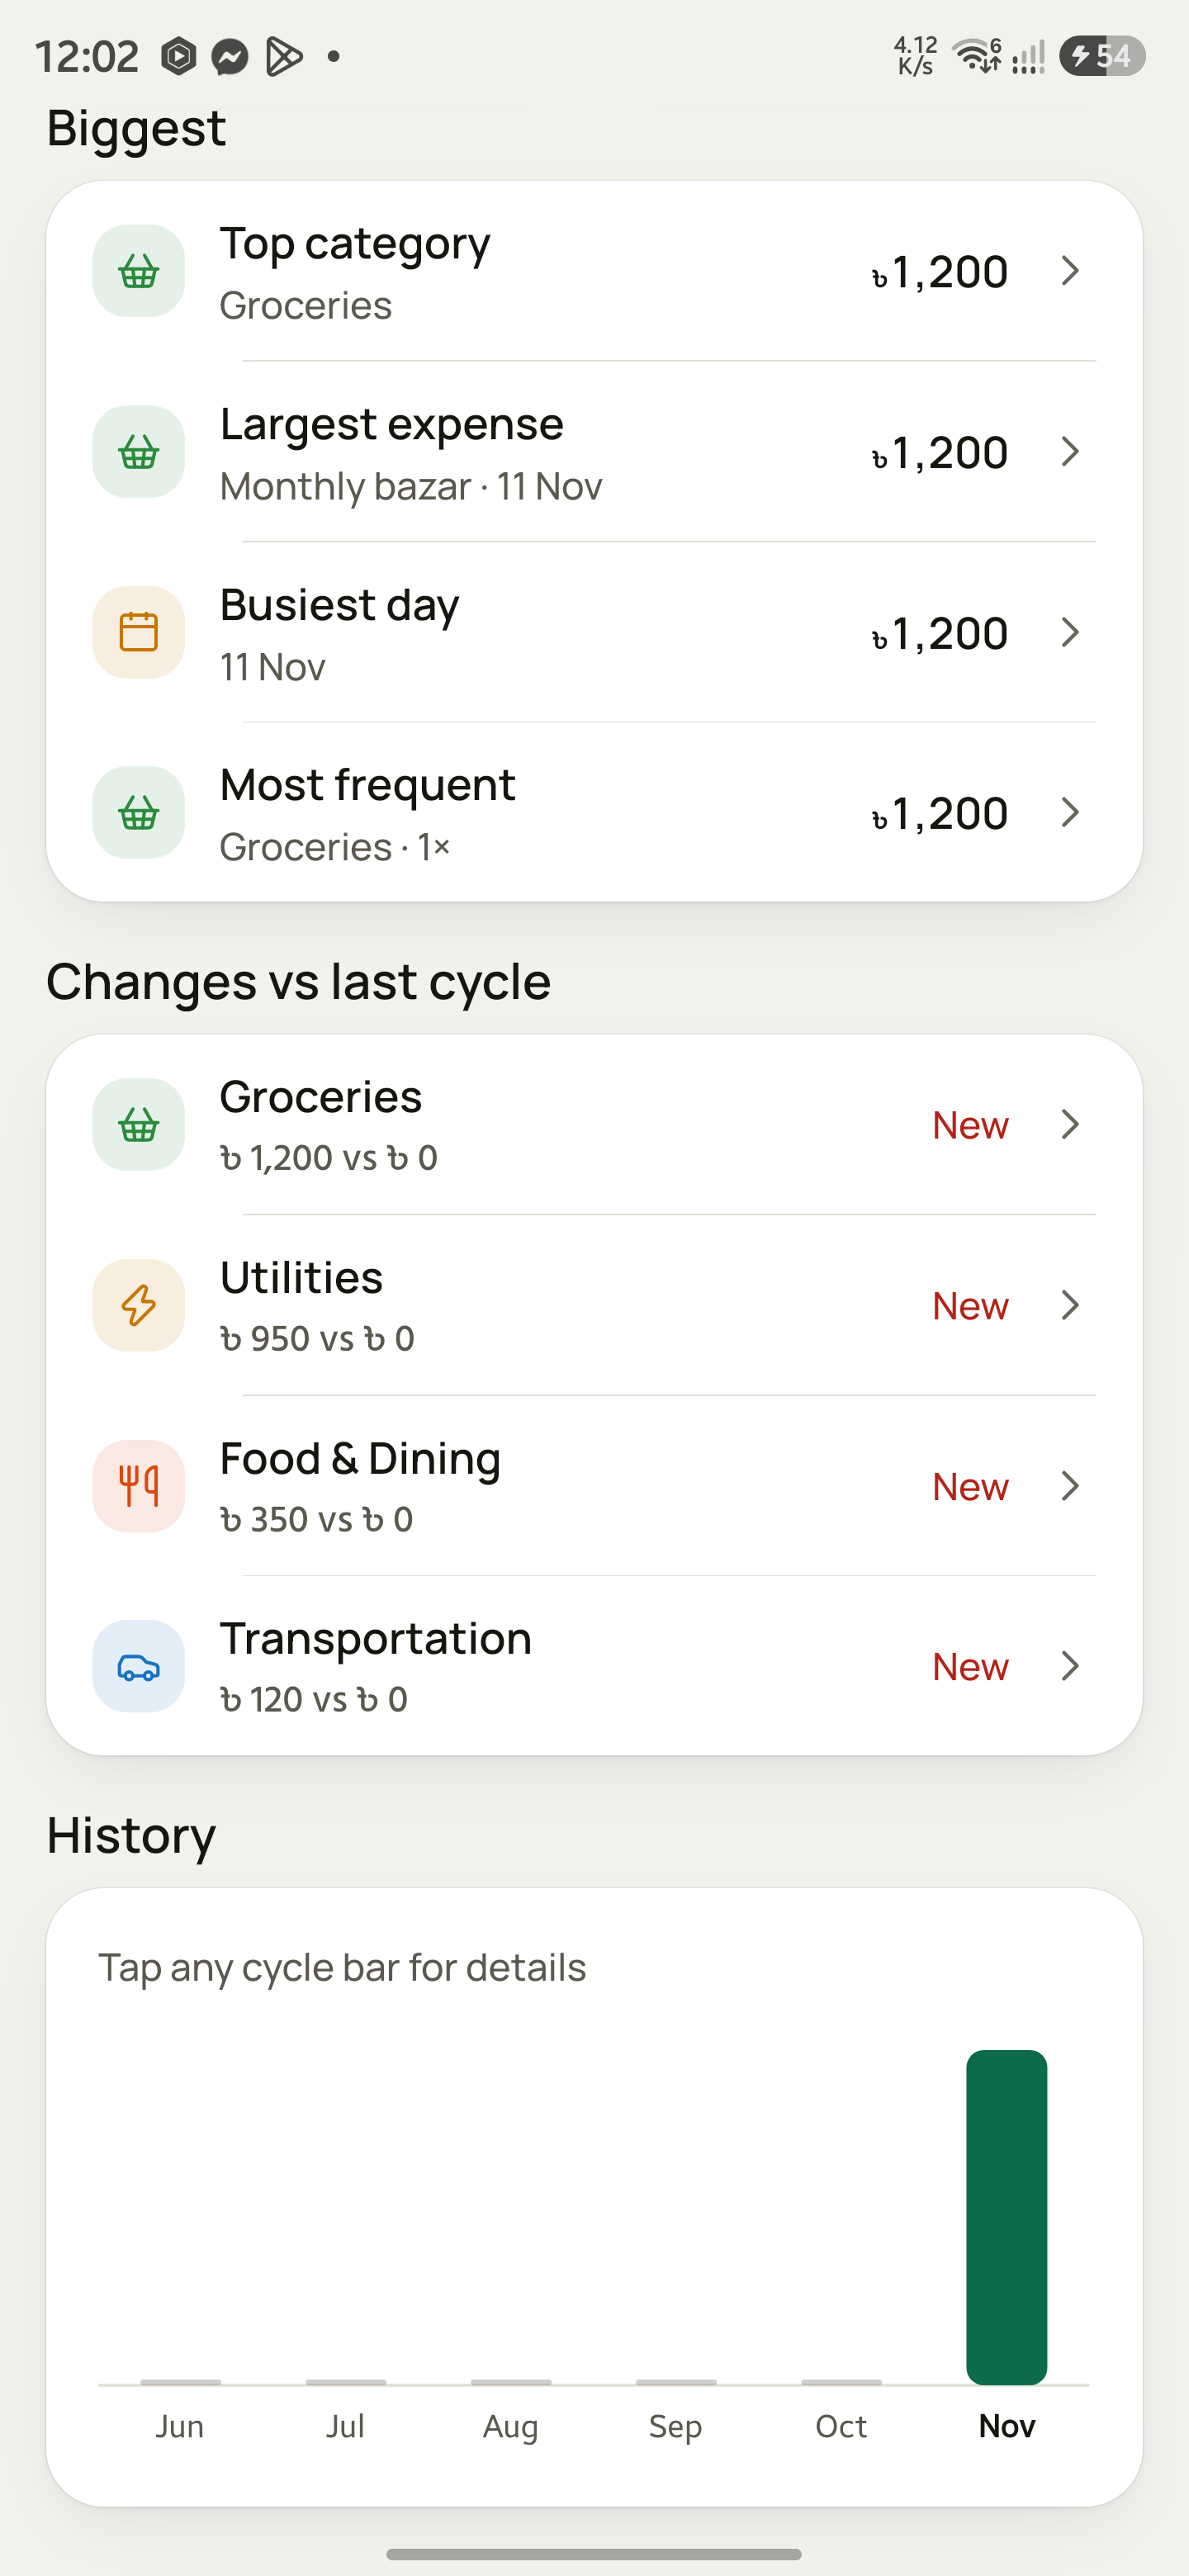 12:02
4.12
K/s
6
54
Biggest
Top category
Groceries
৳1,200
Largest expense
Monthly bazar · 11 Nov
৳1,200
Busiest day
11 Nov
৳1,200
Most frequent
Groceries · 1×
৳1,200
Changes vs last cycle
Groceries
৳ 1,200 vs ৳ 0
New
Utilities
৳ 950 vs ৳ 0
New
Food & Dining
৳ 350 vs ৳ 0
New
Transportation
৳ 120 vs ৳ 0
New
History
Tap any cycle bar for details
Jun Jul Aug Sep Oct Nov